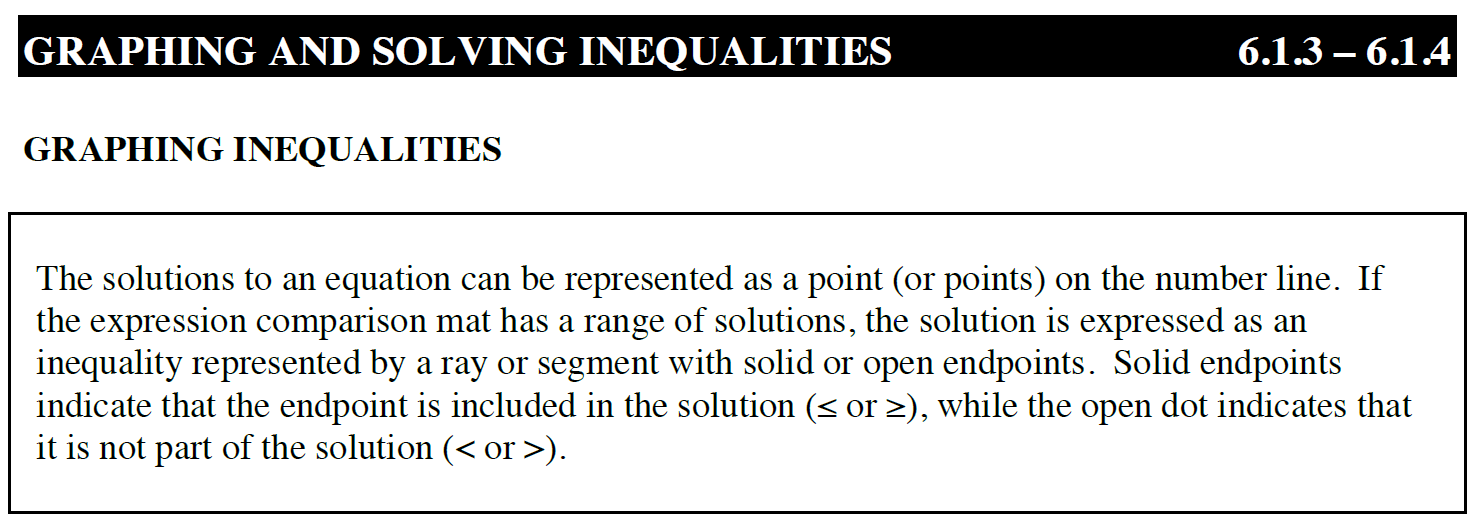 GRAPHING AND SOLVING INEQUALITIES 6.1.3 – 6.1.4
GRAPHING INEQUALITIES
The solutions to an equation can be represented as a point (or points) on the number line.  If
the expression comparison mat has a range of solutions, the solution is expressed as an
inequality represented by a ray or segment with solid or open endpoints.  Solid endpoints
indicate that the endpoint is included in the solution (≤ or ≥), while the open dot indicates that
it is not part of the solution (< or >).